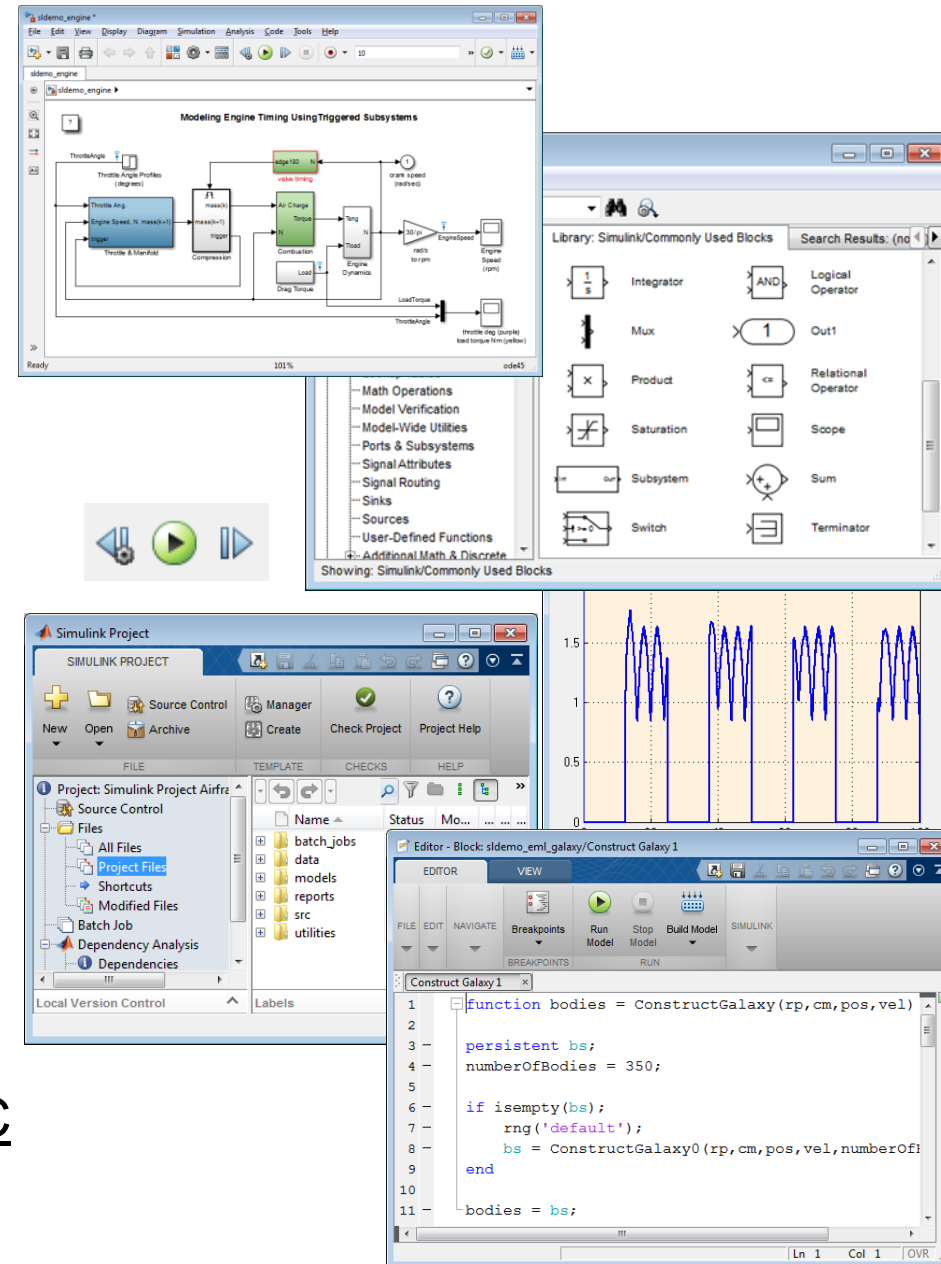 sldemo_engine *
File Edit View Display Diagram Simulation Analysis Code Tools Help
10
»
sldemo_engine
sldemo_engine
?
Modeling Engine Timing UsingTriggered Subsystems
ThrottleAngle
Throttle Angle Profiles
(degrees)
edge180 N
valve timing
1
crank speed
(rad/sec)
Throttle Ang.
Engine Speed, N mass(k+1)
trigger
Throttle & Manifold
mass(k)
mass(k+1)
trigger
Compression
Air Charge
Torque
N
Combustion
Teng
N
Tload
Engine
Dynamics
30/pi
rad/s
to rpm
EngineSpeed
Engine
Speed
(rpm)
Load
Drag Torque
LoadTorque
ThrottleAngle
throttle deg (purple)
load torque Nm (yellow)
»
Ready 101% ode45
Library: Simulink/Commonly Used Blocks Search Results: (no
1
s
Integrator
AND
Logical
Operator
Mux
1
Out1
×
Product
<=
Relational
Operator
Saturation
Scope
Out
Subsystem
+
+
Sum
Switch
Terminator
Math Operations
Model Verification
Model-Wide Utilities
Ports & Subsystems
Signal Attributes
Signal Routing
Sinks
Sources
User-Defined Functions
Additional Math & Discrete
Showing: Simulink/Commonly Used Blocks
1.5
1
0.5
0
Simulink Project
SIMULINK PROJECT
New Open Source Control Archive
Manager Create Check Project Project Help
FILE TEMPLATE CHECKS HELP
Project: Simulink Project Airfra
Source Control
Files
All Files
Project Files
Shortcuts
Modified Files
Batch Job
Dependency Analysis
Dependencies
Local Version Control
»
Name Status Mo... ... ... ...
batch_jobs
data
models
reports
src
utilities
Labels
Editor - Block: sldemo_eml_galaxy/Construct Galaxy1
EDITOR VIEW
FILE EDIT NAVIGATE Breakpoints Run Model Stop Model Build Model SIMULINK
BREAKPOINTS RUN
Construct Galaxy1 ×
1 function bodies = ConstructGalaxy(rp,cm,pos,vel)
2
3 – persistent bs;
4 – numberOfBodies = 350;
5
6 – if isempty(bs);
7 – rng('default');
8 – bs = ConstructGalaxy0(rp,cm,pos,vel,numberOf
9 end
10
11 – bodies = bs;
Ln 1 Col 1 OVR